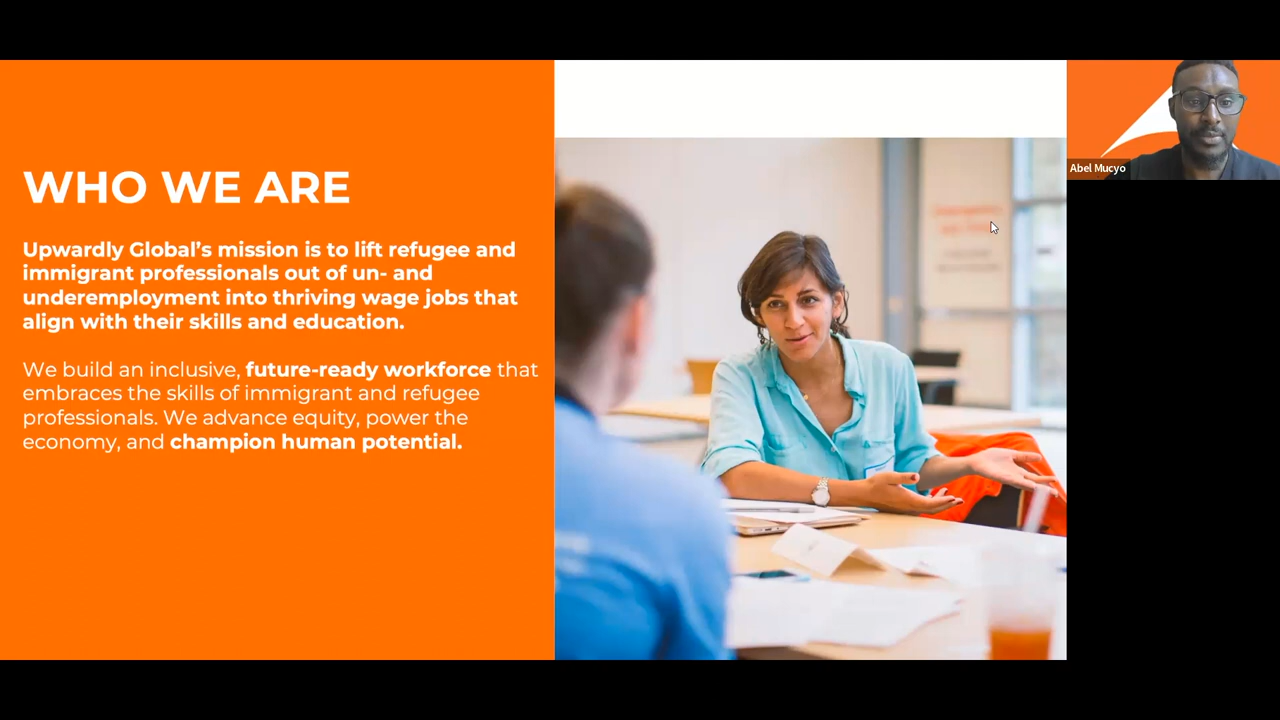 WHO WE ARE
Upwardly Global’s mission is to lift refugee and
immigrant professionals out of un- and
underemployment into thriving wage jobs that
align with their skills and education.
We build an inclusive, future-ready workforce that
embraces the skills of immigrant and refugee
professionals. We advance equity, power the
economy, and champion human potential.
Abel Mucyo